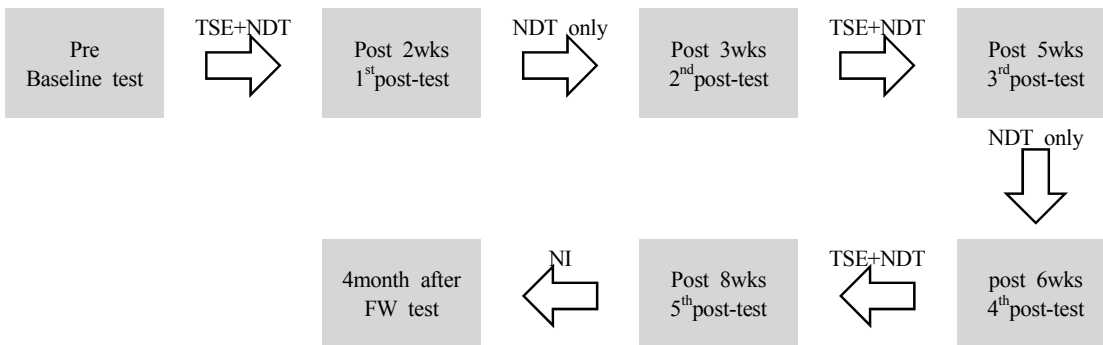 Pre
Baseline test
TSE+NDT
Post 2wks
1st post-test
NDT only
Post 3wks
2nd post-test
TSE+NDT
Post 5wks
3rd post-test
NDT only
post 6wks
4th post-test
TSE+NDT
Post 8wks
5th post-test
NI
4month after
FW test